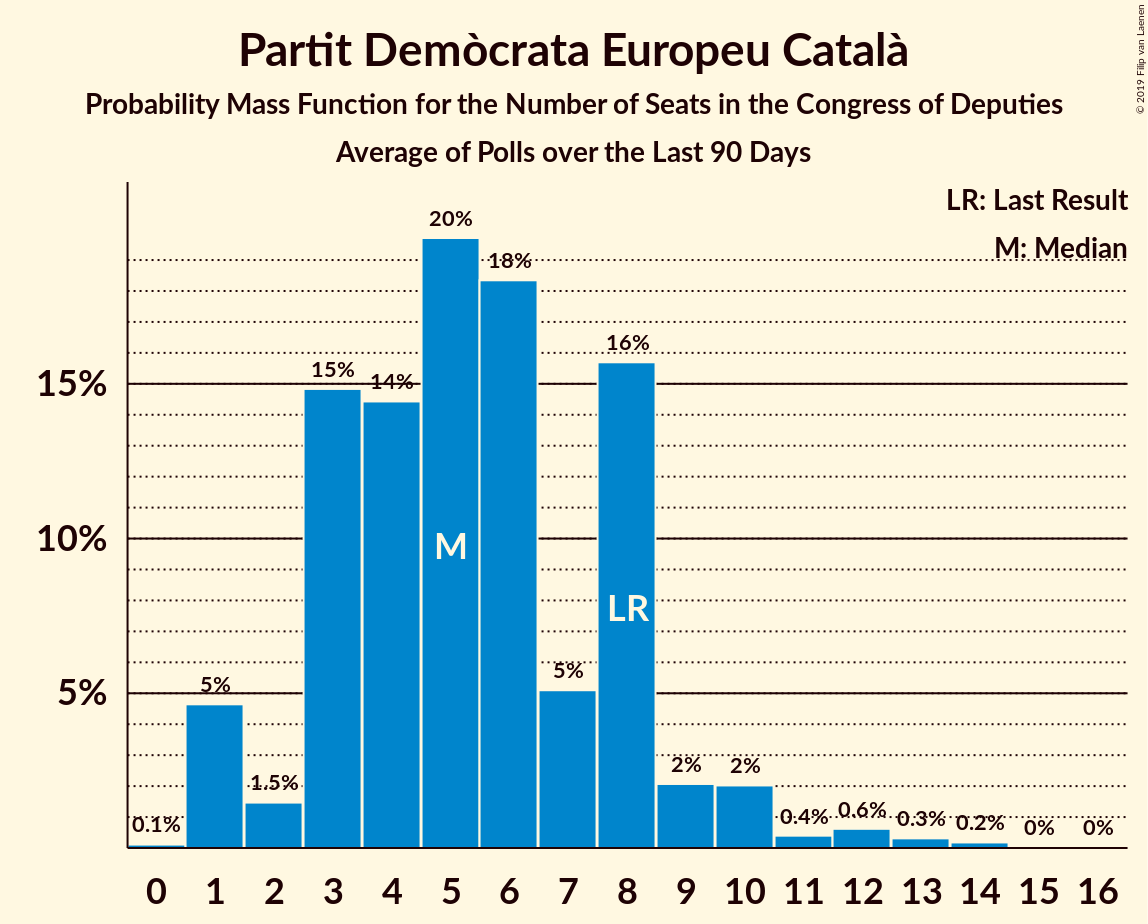 Partit Demòcrata Europeu Català
Probability Mass Function for the Number of Seats in the Congress of Deputies
Average of Polls over the Last 90 Days
© 2019 Filip van Laenen
LR: Last Result
M: Median
20%
18%
16%
15%
14%
15%
10%
M
LR
5%
5%
5%
2%
2%
1.5%
0.1%
0.4%
0.6%
0.3%
0.2%
0%
0%
0 1 2 3 4 5 6 7 8 9 10 11 12 13 14 15 16